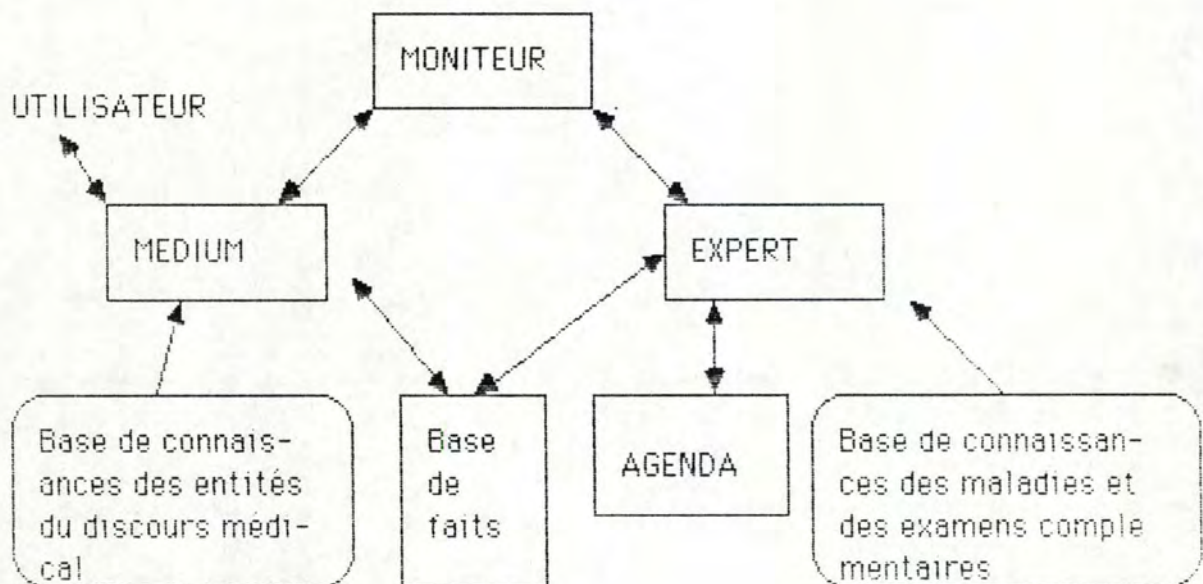 MONITEUR
UTILISATEUR
MEDIUM
EXPERT
Base de connais-
ances des entités
du discours médi-
cal
Base
de
faits
AGENDA
Base de connaissan-
ces des maladies et
des examens comple
mentaires